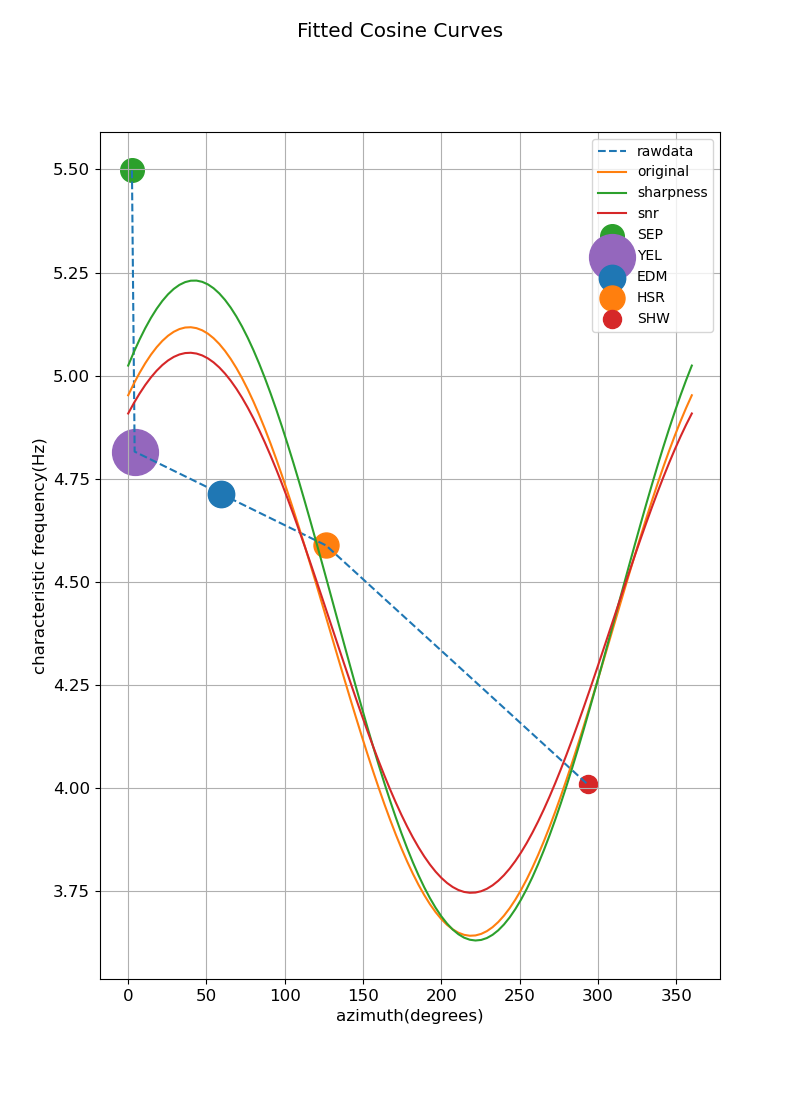 Fitted Cosine Curves
rawdata
original
sharpness
snr
SEP
YEL
EDM
HSR
SHW
5.50
5.25
5.00
4.75
4.50
4.25
4.00
3.75
characteristic frequency(Hz)
0 50 100 150 200 250 300 350
azimuth(degrees)